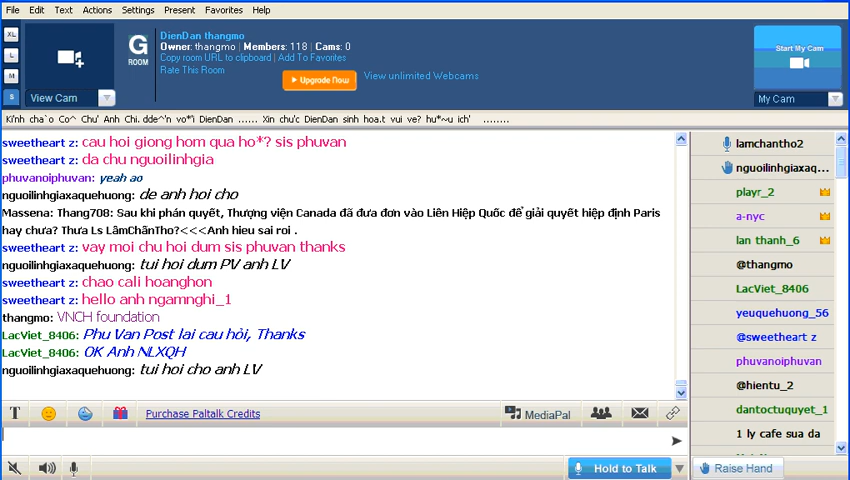 File Edit Text Actions Settings Present Favorites Help
XL
L
M
S
View Cam
G
ROOM
DienDan thangmo
Owner: thangmo | Members: 118 | Cams: 0
Copy room URL to clipboard | Add To Favorites
Rate This Room
Upgrade Now
View unlimited Webcams
Start My Cam
My Cam
Ki'nh cha`o Co^ Chu' Anh Chi. dde^'n vo*'i DienDan ...... Xin chu'c DienDan sinh hoa.t vui ve? hu*~u ich' ........
sweetheart z: cau hoi giong hom qua ho*? sis phuvan
sweetheart z: da chu nguoilinhgia
phuvanoiphuvan: yeah ao
nguoilinhgiaxaquehuong: de anh hoi cho
Massena: Thang708: Sau khi phán quyết, Thượng viện Canada đã đưa đơn vào Liên Hiệp Quốc để giải quyết hiệp định Paris
hay chưa? Thưa Ls LâmChấnThọ?<<<Anh hieu sai roi .
sweetheart z: vay moi chu hoi dum sis phuvan thanks
nguoilinhgiaxaquehuong: tui hoi dum PV anh LV
sweetheart z: chao cali hoanghon
sweetheart z: hello anh ngamnghi_1
thangmo: VNCH foundation
LacViet_8406: Phu Van Post lai cau hỏi, Thanks
LacViet_8406: OK Anh NLXQH
nguoilinhgiaxaquehuong: tui hoi cho anh LV
T
Purchase Paltalk Credits
MediaPal
Hold to Talk
Raise Hand
lamchantho2
nguoilinhgiaxaq...
playr_2
a-nyc
lan thanh_6
@thangmo
LacViet_8406
yeuquehuong_56
@sweetheart z
phuvanoiphuvan
@hientu_2
dantoctuquyet_1
1 ly cafe sua da